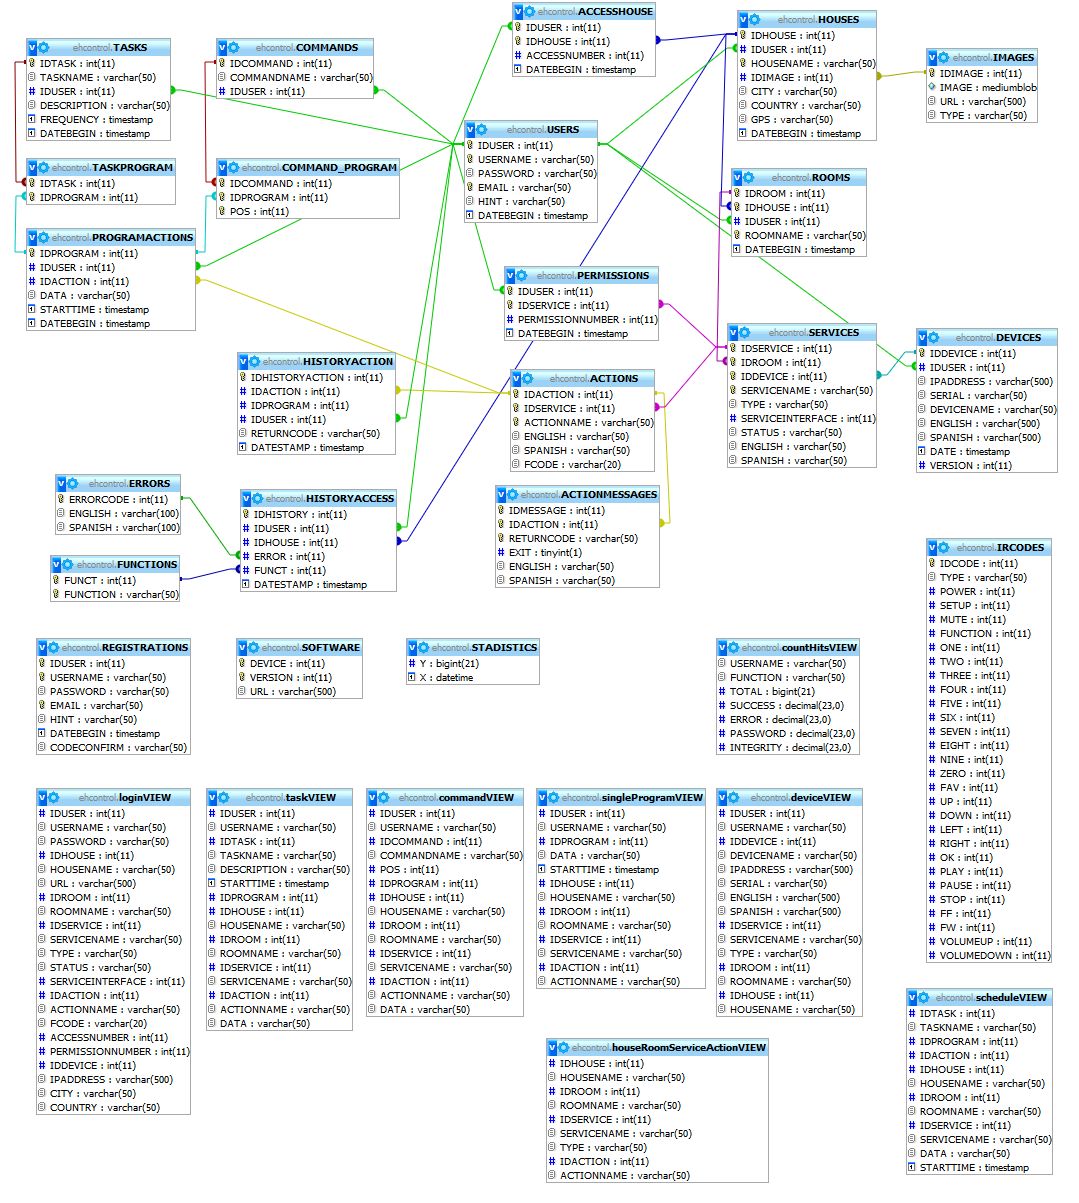 ehcontrol.ACCESSHOUSE
IDUSER : int(11)
IDHOUSE : int(11)
ACCESSNUMBER : int(11)
DATEBEGIN : timestamp
ehcontrol.HOUSES
IDHOUSE : int(11)
IDUSER : int(11)
HOUSENAME : varchar(50)
IDIMAGE : int(11)
CITY : varchar(50)
COUNTRY : varchar(50)
GPS : varchar(50)
DATEBEGIN : timestamp
ehcontrol.TASKS
IDTASK : int(11)
TASKNAME : varchar(50)
IDUSER : int(11)
DESCRIPTION : varchar(50)
FREQUENCY : timestamp
DATEBEGIN : timestamp
ehcontrol.COMMANDS
IDCOMMAND : int(11)
COMMANDNAME : varchar(50)
IDUSER : int(11)
ehcontrol.IMAGES
IDIMAGE : int(11)
IMAGE : mediumblob
URL : varchar(500)
TYPE : varchar(50)
ehcontrol.USERS
IDUSER : int(11)
USERNAME : varchar(50)
PASSWORD : varchar(50)
EMAIL : varchar(50)
HINT : varchar(50)
DATEBEGIN : timestamp
ehcontrol.TASKPROGRAM
IDTASK : int(11)
IDPROGRAM : int(11)
ehcontrol.COMMAND_PROGRAM
IDCOMMAND : int(11)
IDPROGRAM : int(11)
POS : int(11)
ehcontrol.ROOMS
IDROOM : int(11)
IDHOUSE : int(11)
IDUSER : int(11)
ROOMNAME : varchar(50)
DATEBEGIN : timestamp
ehcontrol.PROGRAMACTIONS
IDPROGRAM : int(11)
IDUSER : int(11)
IDACTION : int(11)
DATA : varchar(50)
STARTTIME : timestamp
DATEBEGIN : timestamp
ehcontrol.PERMISSIONS
IDUSER : int(11)
IDSERVICE : int(11)
PERMISSIONNUMBER : int(11)
DATEBEGIN : timestamp
ehcontrol.SERVICES
IDSERVICE : int(11)
IDROOM : int(11)
IDDEVICE : int(11)
SERVICENAME : varchar(50)
TYPE : varchar(50)
SERVICEINTERFACE : int(11)
STATUS : varchar(50)
ENGLISH : varchar(50)
SPANISH : varchar(50)
ehcontrol.DEVICES
IDDEVICE : int(11)
IDUSER : int(11)
IPADDRESS : varchar(500)
SERIAL : varchar(50)
DEVICENAME : varchar(50)
ENGLISH : varchar(500)
SPANISH : varchar(500)
DATE : timestamp
VERSION : int(11)
ehcontrol.HISTORYACTION
IDHISTORYACTION : int(11)
IDACTION : int(11)
IDPROGRAM : int(11)
IDUSER : int(11)
RETURNCODE : varchar(50)
DATESTAMP : timestamp
ehcontrol.ACTIONS
IDACTION : int(11)
IDSERVICE : int(11)
ACTIONNAME : varchar(50)
ENGLISH : varchar(50)
SPANISH : varchar(50)
FCODE : varchar(20)
ehcontrol.ERRORS
ERRORCODE : int(11)
ENGLISH : varchar(100)
SPANISH : varchar(100)
ehcontrol.HISTORYACCESS
IDHISTORY : int(11)
IDUSER : int(11)
IDHOUSE : int(11)
ERROR : int(11)
FUNCT : int(11)
DATESTAMP : timestamp
ehcontrol.ACTIONMESSAGES
IDMESSAGE : int(11)
IDACTION : int(11)
RETURNCODE : varchar(50)
EXIT : tinyint(1)
ENGLISH : varchar(50)
SPANISH : varchar(50)
ehcontrol.FUNCTIONS
FUNCT : int(11)
FUNCTION : varchar(50)
ehcontrol.IRCODES
IDCODE : int(11)
TYPE : varchar(50)
POWER : int(11)
SETUP : int(11)
MUTE : int(11)
FUNCTION : int(11)
ONE : int(11)
TWO : int(11)
THREE : int(11)
FOUR : int(11)
FIVE : int(11)
SIX : int(11)
SEVEN : int(11)
EIGHT : int(11)
NINE : int(11)
ZERO : int(11)
FAV : int(11)
UP : int(11)
DOWN : int(11)
LEFT : int(11)
RIGHT : int(11)
OK : int(11)
PLAY : int(11)
PAUSE : int(11)
STOP : int(11)
FF : int(11)
FW : int(11)
VOLUMEUP : int(11)
VOLUMEDOWN : int(11)
ehcontrol.REGISTRATIONS
IDUSER : int(11)
USERNAME : varchar(50)
PASSWORD : varchar(50)
EMAIL : varchar(50)
HINT : varchar(50)
DATEBEGIN : timestamp
CODECONFIRM : varchar(50)
ehcontrol.SOFTWARE
DEVICE : int(11)
VERSION : int(11)
URL : varchar(500)
ehcontrol.STADISTICS
Y : bigint(21)
X : datetime
ehcontrol.countHitsVIEW
USERNAME : varchar(50)
FUNCTION : varchar(50)
TOTAL : bigint(21)
SUCCESS : decimal(23,0)
ERROR : decimal(23,0)
PASSWORD : decimal(23,0)
INTEGRITY : decimal(23,0)
ehcontrol.loginVIEW
IDUSER : int(11)
USERNAME : varchar(50)
PASSWORD : varchar(50)
IDHOUSE : int(11)
HOUSENAME : varchar(50)
URL : varchar(500)
IDROOM : int(11)
ROOMNAME : varchar(50)
IDSERVICE : int(11)
SERVICENAME : varchar(50)
TYPE : varchar(50)
STATUS : varchar(50)
SERVICEINTERFACE : int(11)
IDACTION : int(11)
ACTIONNAME : varchar(50)
FCODE : varchar(20)
ACCESSNUMBER : int(11)
PERMISSIONNUMBER : int(11)
IDDEVICE : int(11)
IPADDRESS : varchar(500)
CITY : varchar(50)
COUNTRY : varchar(50)
ehcontrol.taskVIEW
IDUSER : int(11)
USERNAME : varchar(50)
IDTASK : int(11)
TASKNAME : varchar(50)
DESCRIPTION : varchar(50)
STARTTIME : timestamp
IDPROGRAM : int(11)
IDHOUSE : int(11)
HOUSENAME : varchar(50)
IDROOM : int(11)
ROOMNAME : varchar(50)
IDSERVICE : int(11)
SERVICENAME : varchar(50)
IDACTION : int(11)
ACTIONNAME : varchar(50)
DATA : varchar(50)
ehcontrol.commandVIEW
IDUSER : int(11)
USERNAME : varchar(50)
IDCOMMAND : int(11)
COMMANDNAME : varchar(50)
POS : int(11)
IDPROGRAM : int(11)
IDHOUSE : int(11)
HOUSENAME : varchar(50)
IDROOM : int(11)
ROOMNAME : varchar(50)
IDSERVICE : int(11)
SERVICENAME : varchar(50)
IDACTION : int(11)
ACTIONNAME : varchar(50)
DATA : varchar(50)
ehcontrol.singleProgramVIEW
IDUSER : int(11)
USERNAME : varchar(50)
IDPROGRAM : int(11)
DATA : varchar(50)
STARTTIME : timestamp
IDHOUSE : int(11)
HOUSENAME : varchar(50)
IDROOM : int(11)
ROOMNAME : varchar(50)
IDSERVICE : int(11)
SERVICENAME : varchar(50)
IDACTION : int(11)
ACTIONNAME : varchar(50)
ehcontrol.deviceVIEW
IDUSER : int(11)
USERNAME : varchar(50)
IDDEVICE : int(11)
DEVICENAME : varchar(50)
IPADDRESS : varchar(500)
SERIAL : varchar(50)
ENGLISH : varchar(500)
SPANISH : varchar(500)
IDSERVICE : int(11)
SERVICENAME : varchar(50)
TYPE : varchar(50)
IDROOM : int(11)
ROOMNAME : varchar(50)
IDHOUSE : int(11)
HOUSENAME : varchar(50)
ehcontrol.houseRoomServiceActionVIEW
IDHOUSE : int(11)
HOUSENAME : varchar(50)
IDROOM : int(11)
ROOMNAME : varchar(50)
IDSERVICE : int(11)
SERVICENAME : varchar(50)
TYPE : varchar(50)
IDACTION : int(11)
ACTIONNAME : varchar(50)
ehcontrol.scheduleVIEW
IDTASK : int(11)
TASKNAME : varchar(50)
IDPROGRAM : int(11)
IDACTION : int(11)
IDHOUSE : int(11)
HOUSENAME : varchar(50)
IDROOM : int(11)
ROOMNAME : varchar(50)
IDSERVICE : int(11)
SERVICENAME : varchar(50)
DATA : varchar(50)
STARTTIME : timestamp